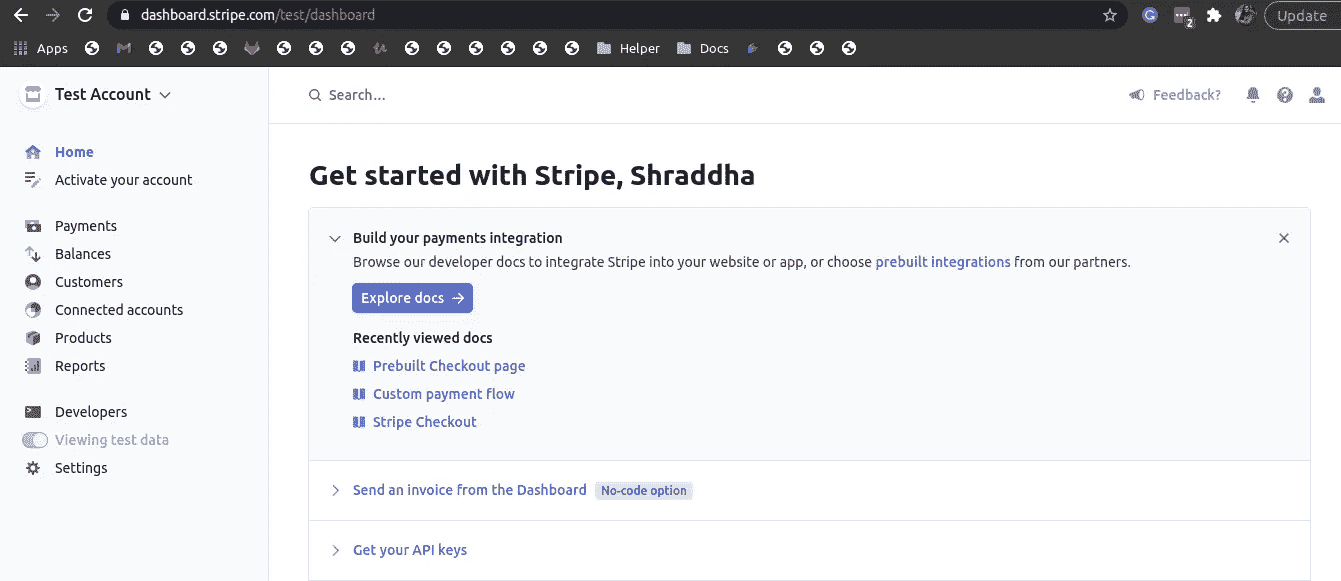 dashboard.stripe.com/test/dashboard
Update
2
Apps
Helper
Docs
Test Account
Search...
Feedback?
Home
Activate your account
Payments
Balances
Customers
Connected accounts
Products
Reports
Developers
Viewing test data
Settings
Get started with Stripe, Shraddha
Build your payments integration
Browse our developer docs to integrate Stripe into your website or app, or choose prebuilt integrations from our partners.
Explore docs →
Recently viewed docs
Prebuilt Checkout page
Custom payment flow
Stripe Checkout
Send an invoice from the Dashboard No-code option
Get your API keys